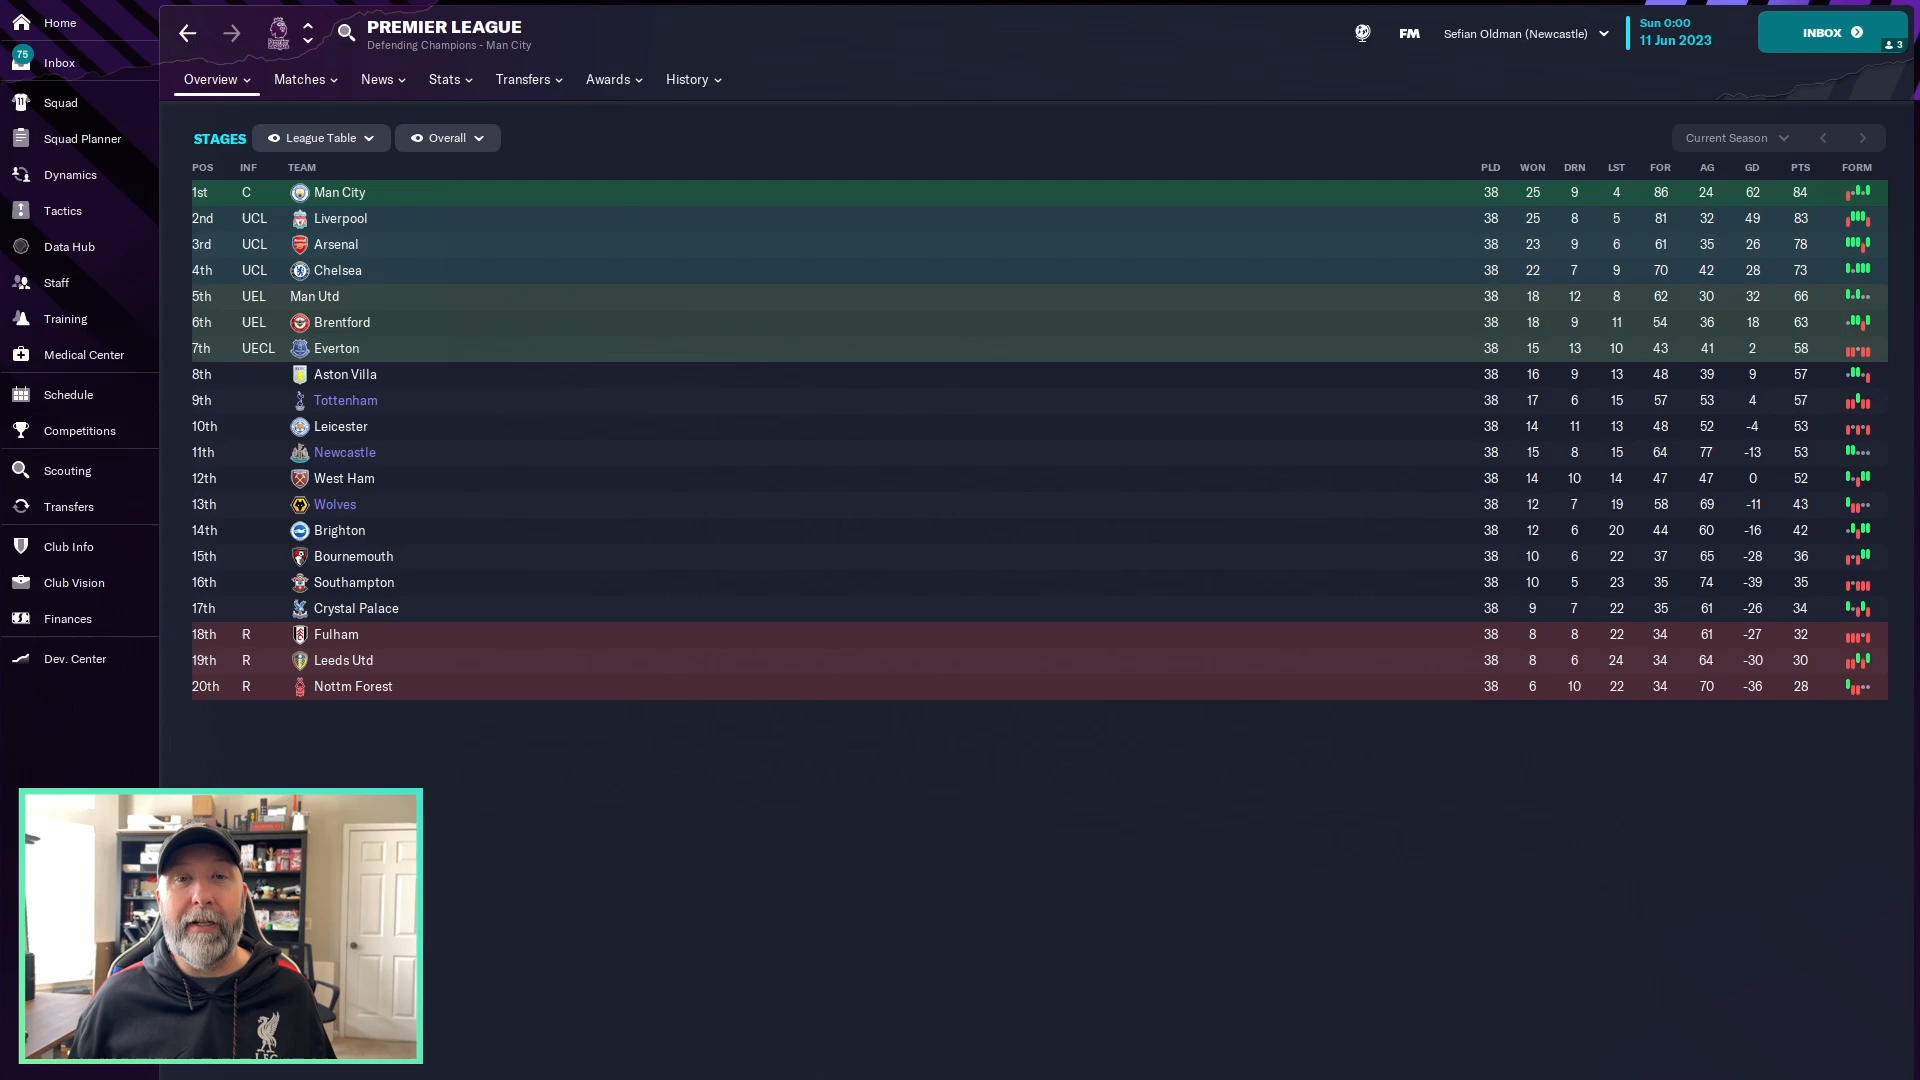 Home
75
Inbox
Squad
Squad Planner
Dynamics
Tactics
Data Hub
Staff
Training
Medical Center
Schedule
Competitions
Scouting
Transfers
Club Info
Club Vision
Finances
Dev. Center
PREMIER LEAGUE
Defending Champions - Man City
FM
Sefian Oldman (Newcastle)
Sun 0:00
11 Jun 2023
INBOX
3
Overview Matches News Stats Transfers Awards History
STAGES League Table Overall Current Season
POS INF TEAM PLD WON DRN LST FOR AG GD PTS FORM
1st C Man City 38 25 9 4 86 24 62 84
2nd UCL Liverpool 38 25 8 5 81 32 49 83
3rd UCL Arsenal 38 23 9 6 61 35 26 78
4th UCL Chelsea 38 22 7 9 70 42 28 73
5th UEL Man Utd 38 18 12 8 62 30 32 66
6th UEL Brentford 38 18 9 11 54 36 18 63
7th UECL Everton 38 15 13 10 43 41 2 58
8th Aston Villa 38 16 9 13 48 39 9 57
9th Tottenham 38 17 6 15 57 53 4 57
10th Leicester 38 14 11 13 48 52 -4 53
11th Newcastle 38 15 8 15 64 77 -13 53
12th West Ham 38 14 10 14 47 47 0 52
13th Wolves 38 12 7 19 58 69 -11 43
14th Brighton 38 12 6 20 44 60 -16 42
15th Bournemouth 38 10 6 22 37 65 -28 36
16th Southampton 38 10 5 23 35 74 -39 35
17th Crystal Palace 38 9 7 22 35 61 -26 34
18th R Fulham 38 8 8 22 34 61 -27 32
19th R Leeds Utd 38 8 6 24 34 64 -30 30
20th R Nottm Forest 38 6 10 22 34 70 -36 28